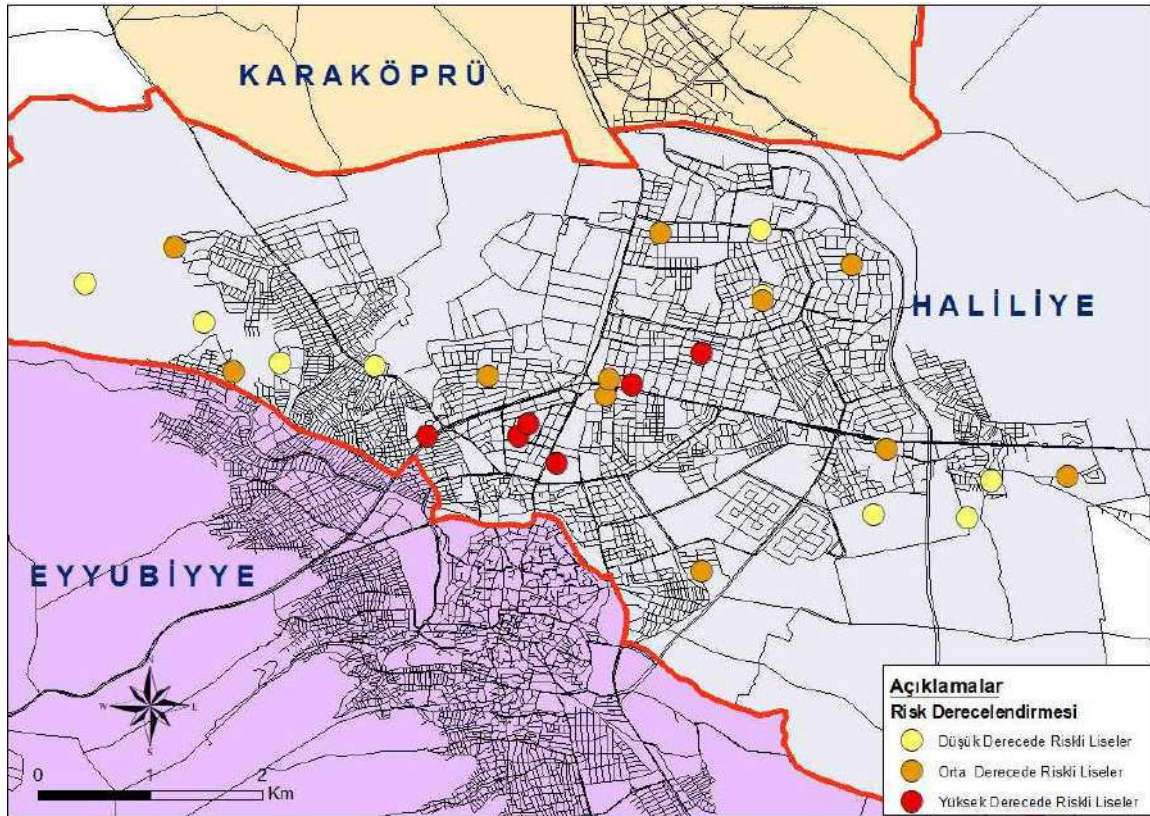 KARAKÖPRÜ
HALİLİYE
EYYUBİYYE
N
W E
S
0 1 2
Km
Açıklamalar
Risk Derecelendirmesi
Düşük Derecede Riskli Liseler
Orta Derecede Riskli Liseler
Yüksek Derecede Riskli Liseler